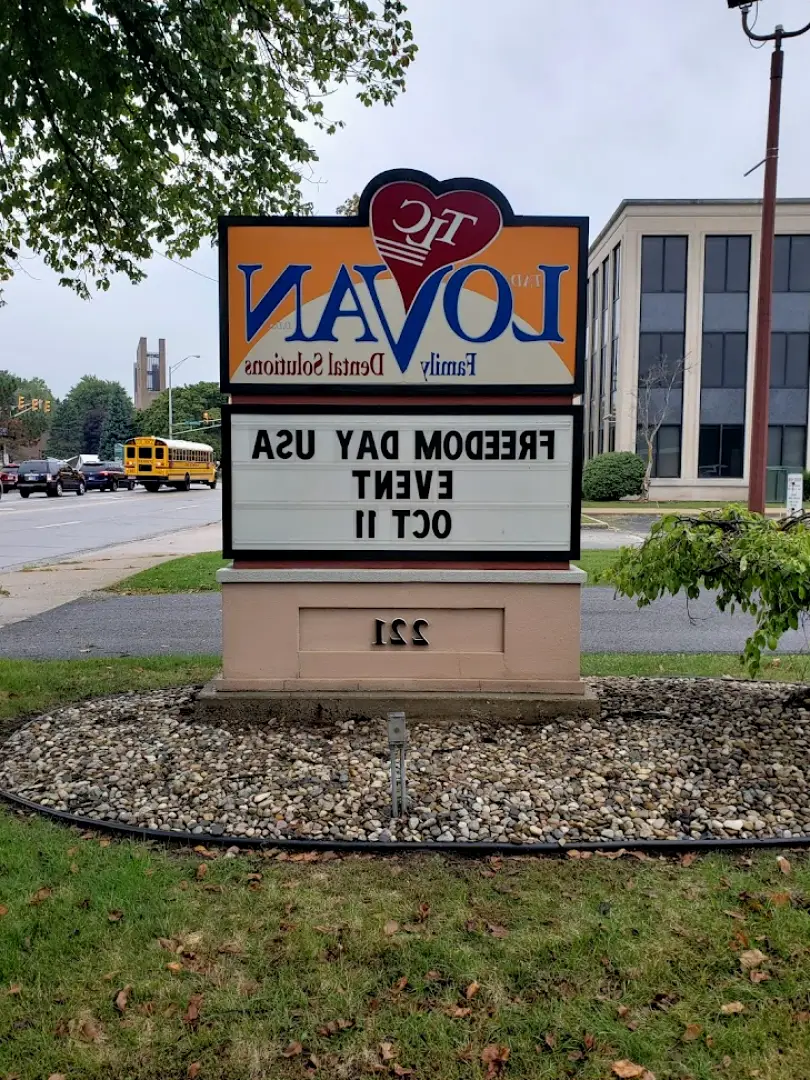 TLC
LOVAN
Family Dental Solutions
FREEDOM DAY USA
EVENT
OCT 11
221